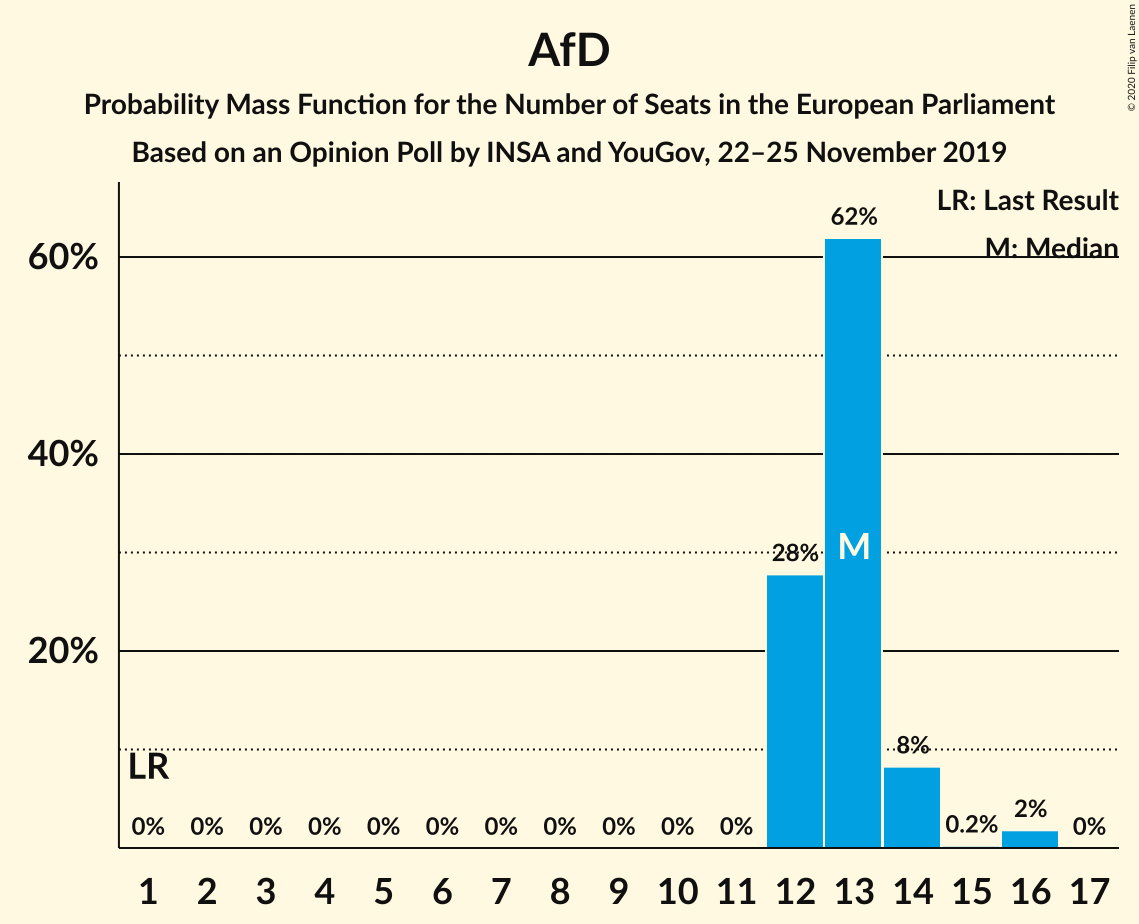 AfD
Probability Mass Function for the Number of Seats in the European Parliament
Based on an Opinion Poll by INSA and YouGov, 22–25 November 2019
© 2020 Filip van Laenen
LR: Last Result
M: Median
60%
40%
20%
62%
28%
M
8%
LR
0% 0% 0% 0% 0% 0% 0% 0% 0% 0% 0% 0.2% 2% 0%
1 2 3 4 5 6 7 8 9 10 11 12 13 14 15 16 17